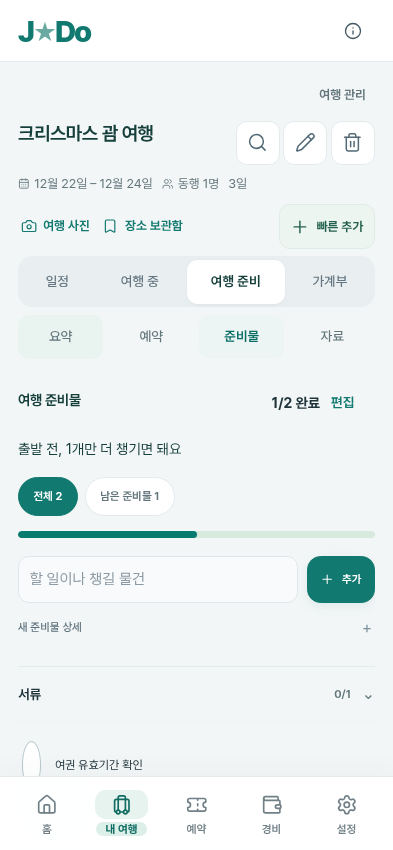 J★Do
여행 관리
크리스마스 괌 여행
12월 22일 – 12월 24일 동행 1명 3일
여행 사진 장소 보관함 빠른 추가
일정 여행 중 여행 준비 가계부
요약 예약 준비물 자료
여행 준비물 1/2 완료 편집
출발 전, 1개만 더 챙기면 돼요
전체 2 남은 준비물 1
할 일이나 챙길 물건 추가
새 준비물 상세
서류 0/1
여권 유효기간 확인
홈 내 여행 예약 경비 설정